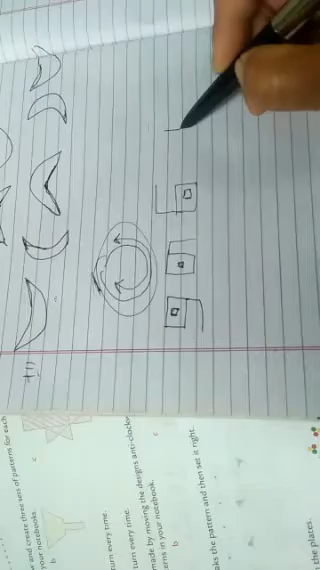 w and create three sets of patterns for each
your notebooks.
b
c
turn every time.
turn every time.
made by moving the designs anti-clockw
erns in your notebook.
b
c
aks the pattern and then set it right.
the plates.